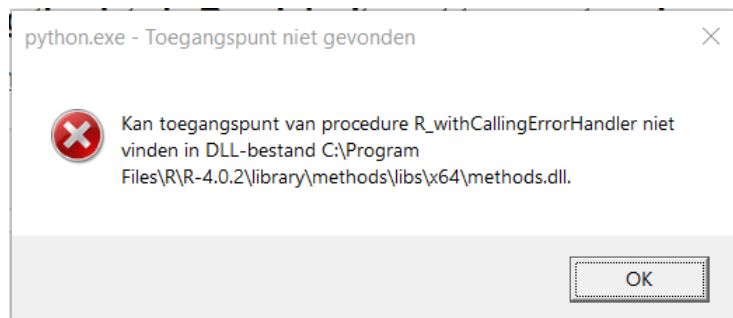 python.exe - Toegangspunt niet gevonden
Kan toegangspunt van procedure R_withCallingErrorHandler niet
vinden in DLL-bestand C:\Program
Files\R\R-4.0.2\library\methods\libs\x64\methods.dll.
OK